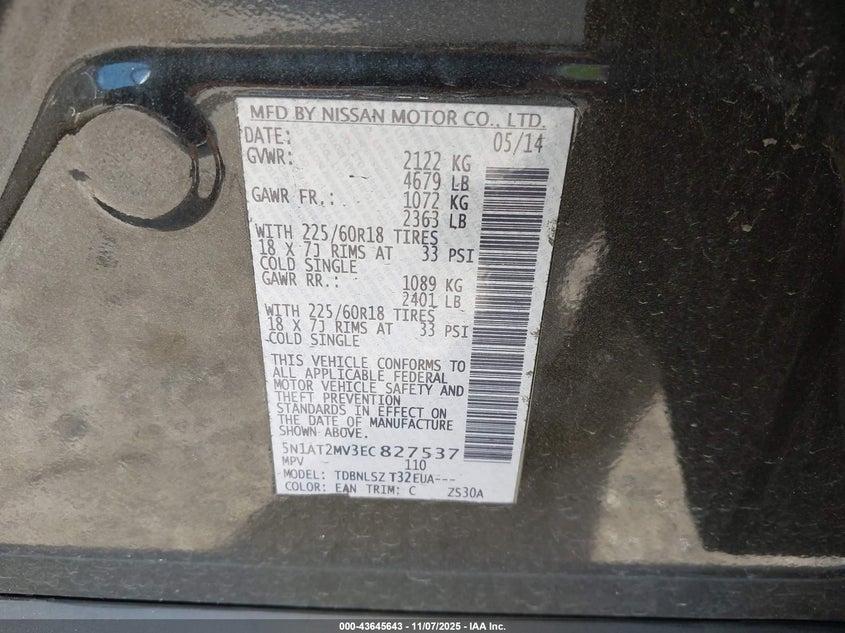 MFD BY NISSAN MOTOR CO., LTD.
DATE: 05/14
GVWR: 2122 KG
4679 LB
GAWR FR.: 1072 KG
2363 LB
WITH 225/60R18 TIRES
18 X 7J RIMS AT 33 PSI
COLD SINGLE
GAWR RR.: 1089 KG
2401 LB
WITH 225/60R18 TIRES
18 X 7J RIMS AT 33 PSI
COLD SINGLE
THIS VEHICLE CONFORMS TO
ALL APPLICABLE FEDERAL
MOTOR VEHICLE SAFETY AND
THEFT PREVENTION
STANDARDS IN EFFECT ON
THE DATE OF MANUFACTURE
SHOWN ABOVE.
5N1AT2MV3EC827537
MPV 110
MODEL: TDBNLSZ T32EUA---
COLOR: EAN TRIM: C ZS30A
000-43645643 - 11/07/2025 - IAA Inc.